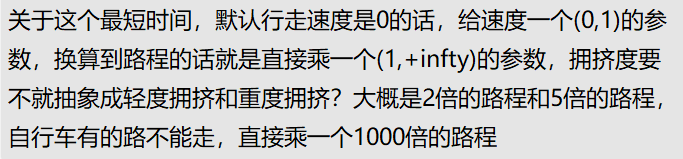 关于这个最短时间，默认行走速度是0的话，给速度一个(0,1)的参
数，换算到路程的话就是直接乘一个(1,+infty)的参数，拥挤度要
不就抽象成轻度拥挤和重度拥挤？大概是2倍的路程和5倍的路程，
自行车有的路不能走，直接乘一个1000倍的路程